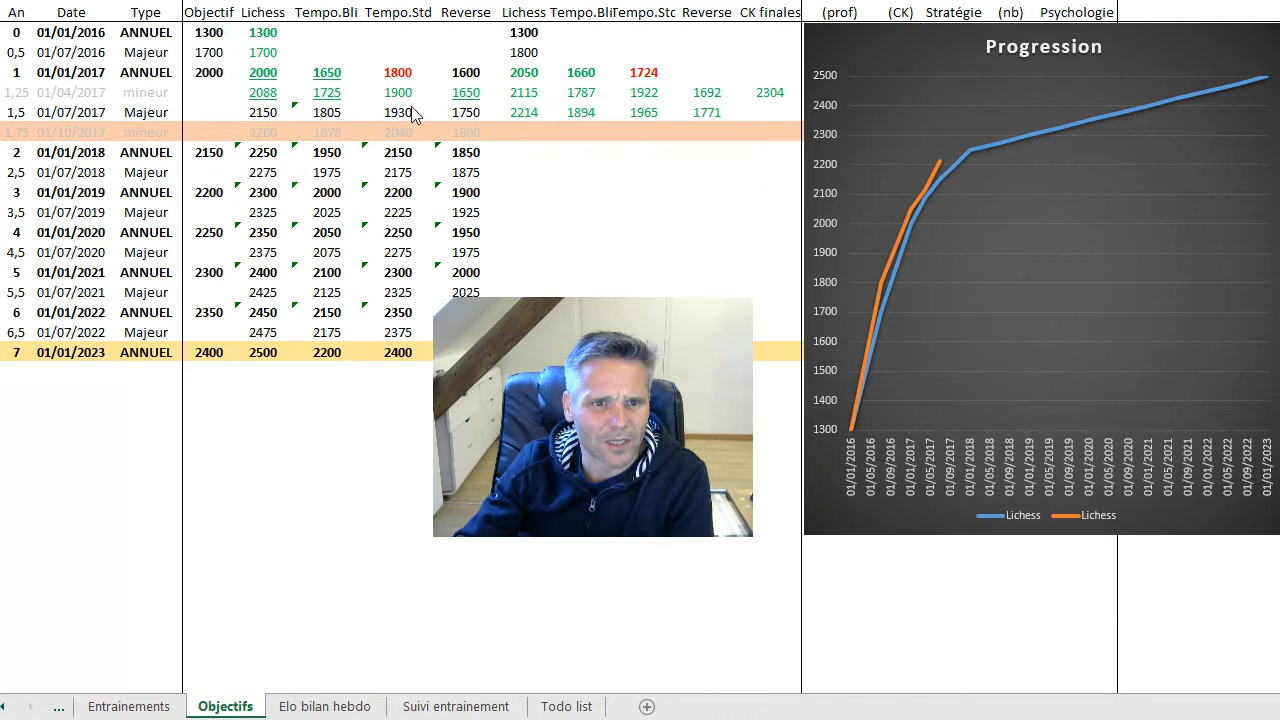 An Date Type Objectif Lichess Tempo.Bli Tempo.Std Reverse Lichess Tempo.Bli Tempo.Std Reverse CK finales (prof) (CK) Stratégie (nb) Psychologie
0 01/01/2016 ANNUEL 1300 1300 1300
0,5 01/07/2016 Majeur 1700 1700 1800
1 01/01/2017 ANNUEL 2000 2000 1650 1800 1600 2050 1660 1724
1,25 01/04/2017 mineur 2088 1725 1900 1650 2115 1787 1922 1692 2304
1,5 01/07/2017 Majeur 2150 1805 1930 1750 2214 1894 1965 1771
1,75 01/10/2017 mineur 2200 1878 2040 1800
2 01/01/2018 ANNUEL 2150 2250 1950 2150 1850
2,5 01/07/2018 Majeur 2275 1975 2175 1875
3 01/01/2019 ANNUEL 2200 2300 2000 2200 1900
3,5 01/07/2019 Majeur 2325 2025 2225 1925
4 01/01/2020 ANNUEL 2250 2350 2050 2250 1950
4,5 01/07/2020 Majeur 2375 2075 2275 1975
5 01/01/2021 ANNUEL 2300 2400 2100 2300 2000
5,5 01/07/2021 Majeur 2425 2125 2325 2025
6 01/01/2022 ANNUEL 2350 2450 2150 2350
6,5 01/07/2022 Majeur 2475 2175 2375
7 01/01/2023 ANNUEL 2400 2500 2200 2400
Progression
2500
2400
2300
2200
2100
2000
1900
1800
1700
1600
1500
1400
1300
01/01/2016
01/05/2016
01/09/2016
01/01/2017
01/05/2017
01/09/2017
01/01/2018
01/05/2018
01/09/2018
01/01/2019
01/05/2019
01/09/2019
01/01/2020
01/05/2020
01/09/2020
01/01/2021
01/05/2021
01/09/2021
01/01/2022
01/05/2022
01/09/2022
01/01/2023
Lichess Lichess
... Entrainements Objectifs Elo bilan hebdo Suivi entrainement Todo list